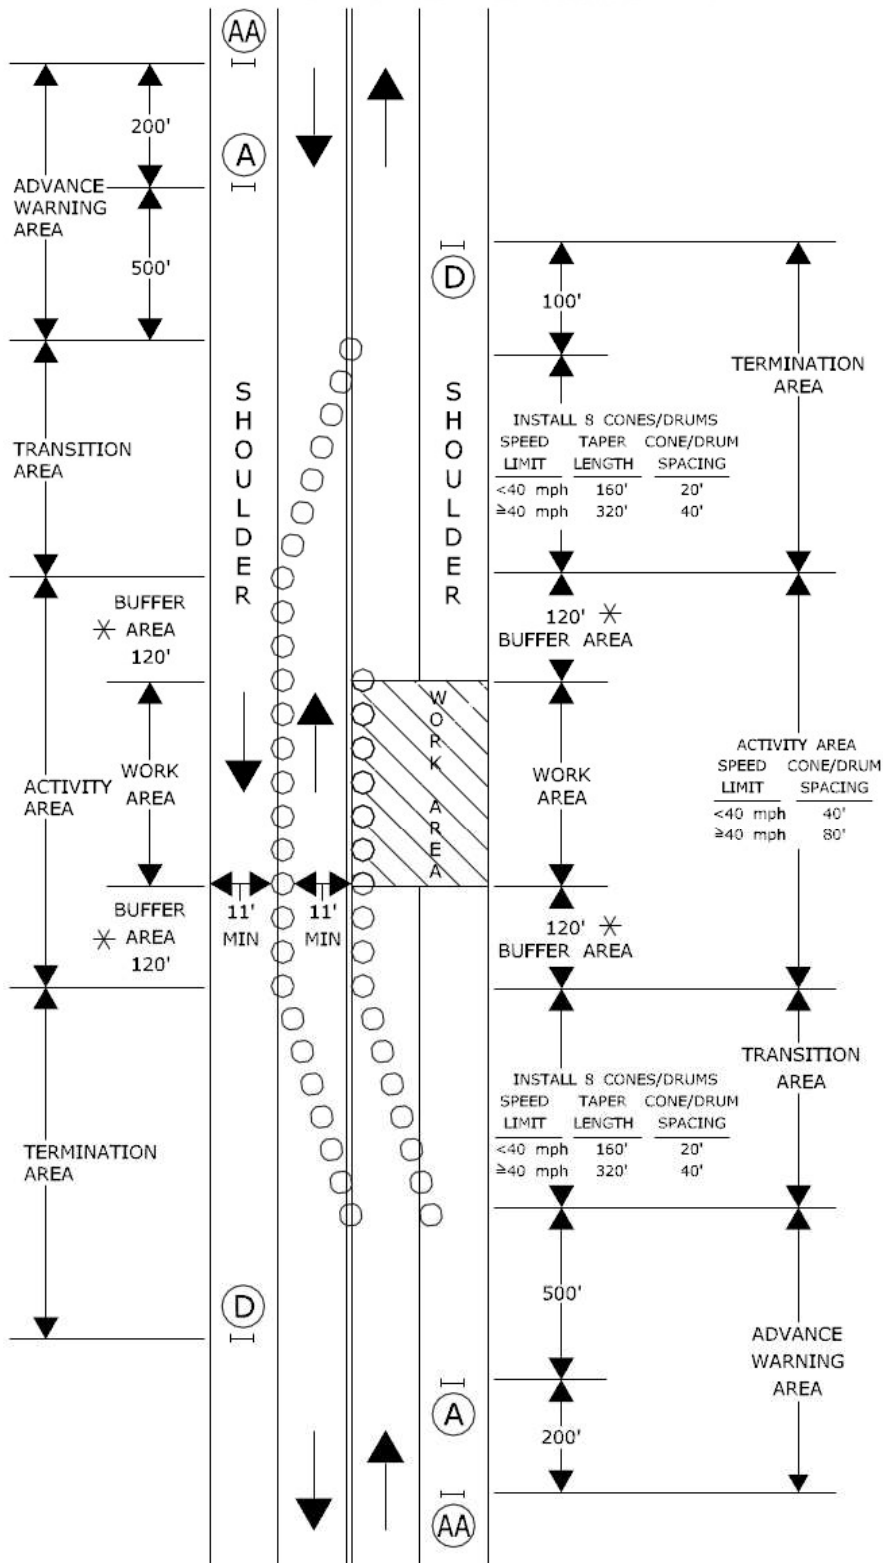 AA
200'
A
ADVANCE
WARNING
AREA
500'
D
100'
TERMINATION
AREA
SHOULDER
SHOULDER
INSTALL 8 CONES/DRUMS
SPEED TAPER CONE/DRUM
LIMIT LENGTH SPACING
<40 mph 160' 20'
≧40 mph 320' 40'
TRANSITION
AREA
BUFFER
* AREA
120'
120' *
BUFFER AREA
WORK AREA
ACTIVITY
AREA
WORK
AREA
WORK
AREA
ACTIVITY AREA
SPEED CONE/DRUM
LIMIT SPACING
<40 mph 40'
≧40 mph 80'
11'
MIN
11'
MIN
BUFFER
* AREA
120'
120' *
BUFFER AREA
TRANSITION
AREA
INSTALL 8 CONES/DRUMS
SPEED TAPER CONE/DRUM
LIMIT LENGTH SPACING
<40 mph 160' 20'
≧40 mph 320' 40'
TERMINATION
AREA
D
500'
ADVANCE
WARNING
AREA
A
200'
AA